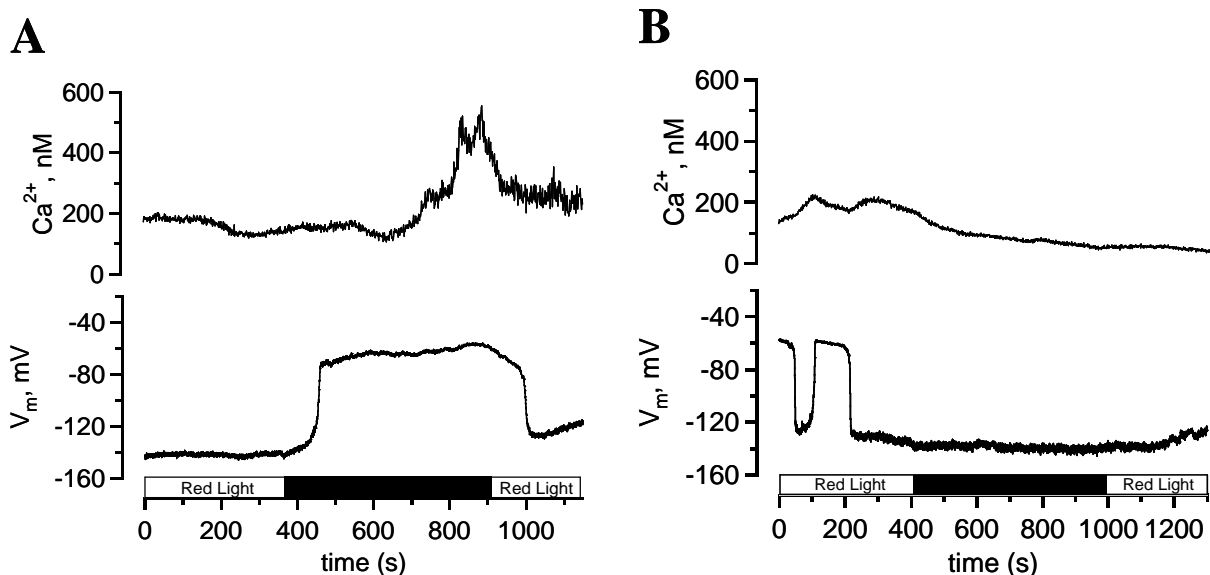 A
600
400
200
0
Ca²⁺, nM
-40
-80
-120
-160
Vₘ, mV
Red Light
Red Light
0 200 400 600 800 1000
time (s)
B
600
400
200
0
Ca²⁺, nM
-40
-80
-120
-160
Vₘ, mV
Red Light
Red Light
0 200 400 600 800 1000 1200
time (s)